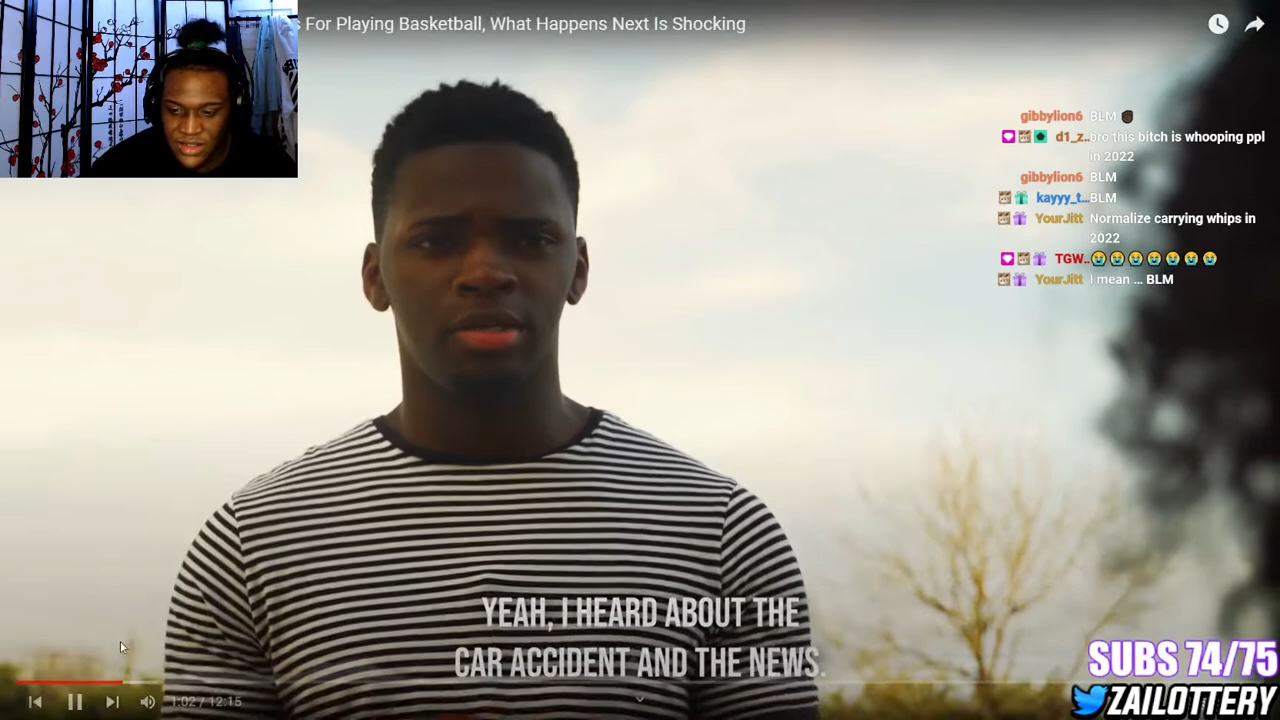 s For Playing Basketball, What Happens Next Is Shocking
gibbylion6 BLM
d1_z.. bro this bitch is whooping ppl
in 2022
gibbylion6 BLM
kayyy_t... BLM
YourJitt Normalize carrying whips in
2022
TGW.. 😭😭😭😭😭😭😭
YourJitt I mean ... BLM
YEAH, I HEARD ABOUT THE
CAR ACCIDENT AND THE NEWS.
SUBS 74/75
1:02 / 12:15
ZAILOTTERY